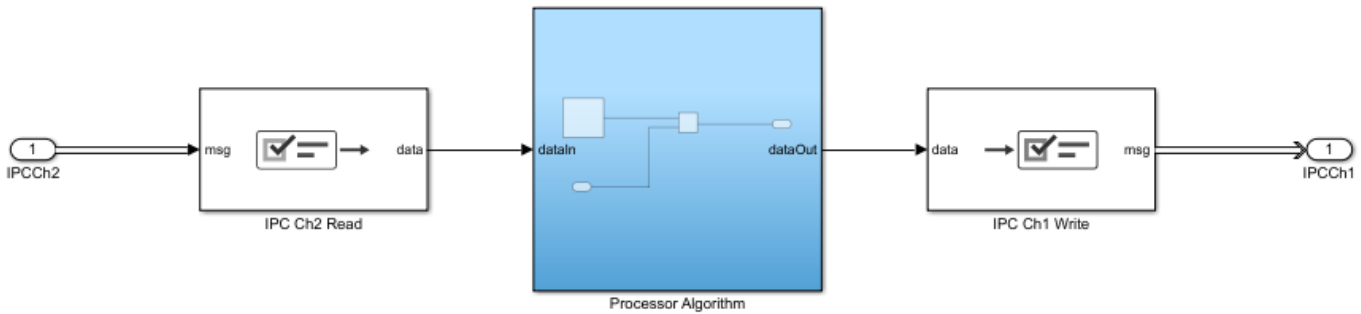 1
IPCCh2
msg
data
IPC Ch2 Read
dataIn
dataOut
Processor Algorithm
data
msg
IPC Ch1 Write
1
IPCCh1